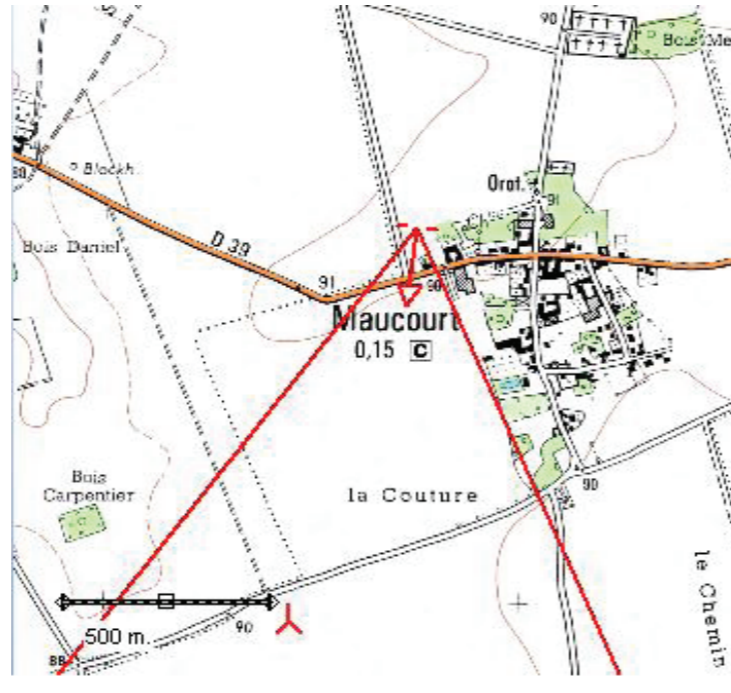 90
Bois Me
88
Blockh.
Orat.
91
D 39
Bois Daniel
91
90
Maucourt
0,15 C
Bois
Carpentier
la Couture
90
le Chemin
500 m.
90
88